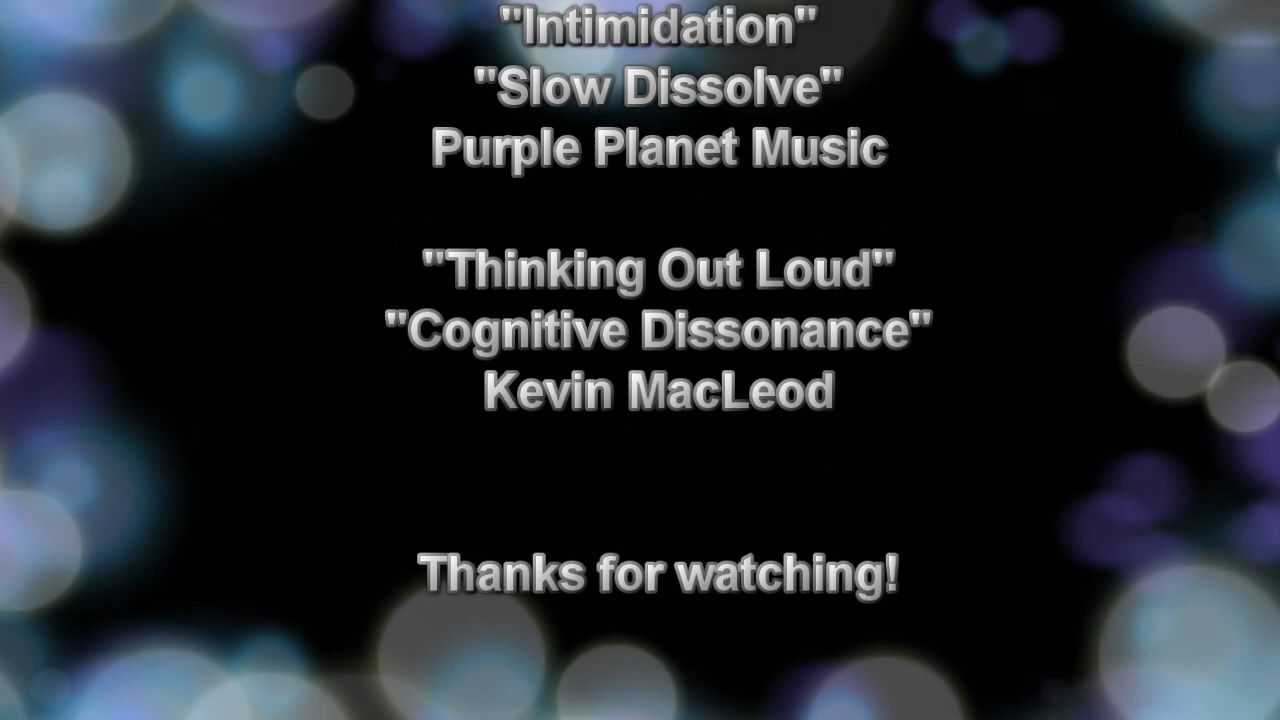 "Intimidation"
"Slow Dissolve"
Purple Planet Music
"Thinking Out Loud"
"Cognitive Dissonance"
Kevin MacLeod
Thanks for watching!